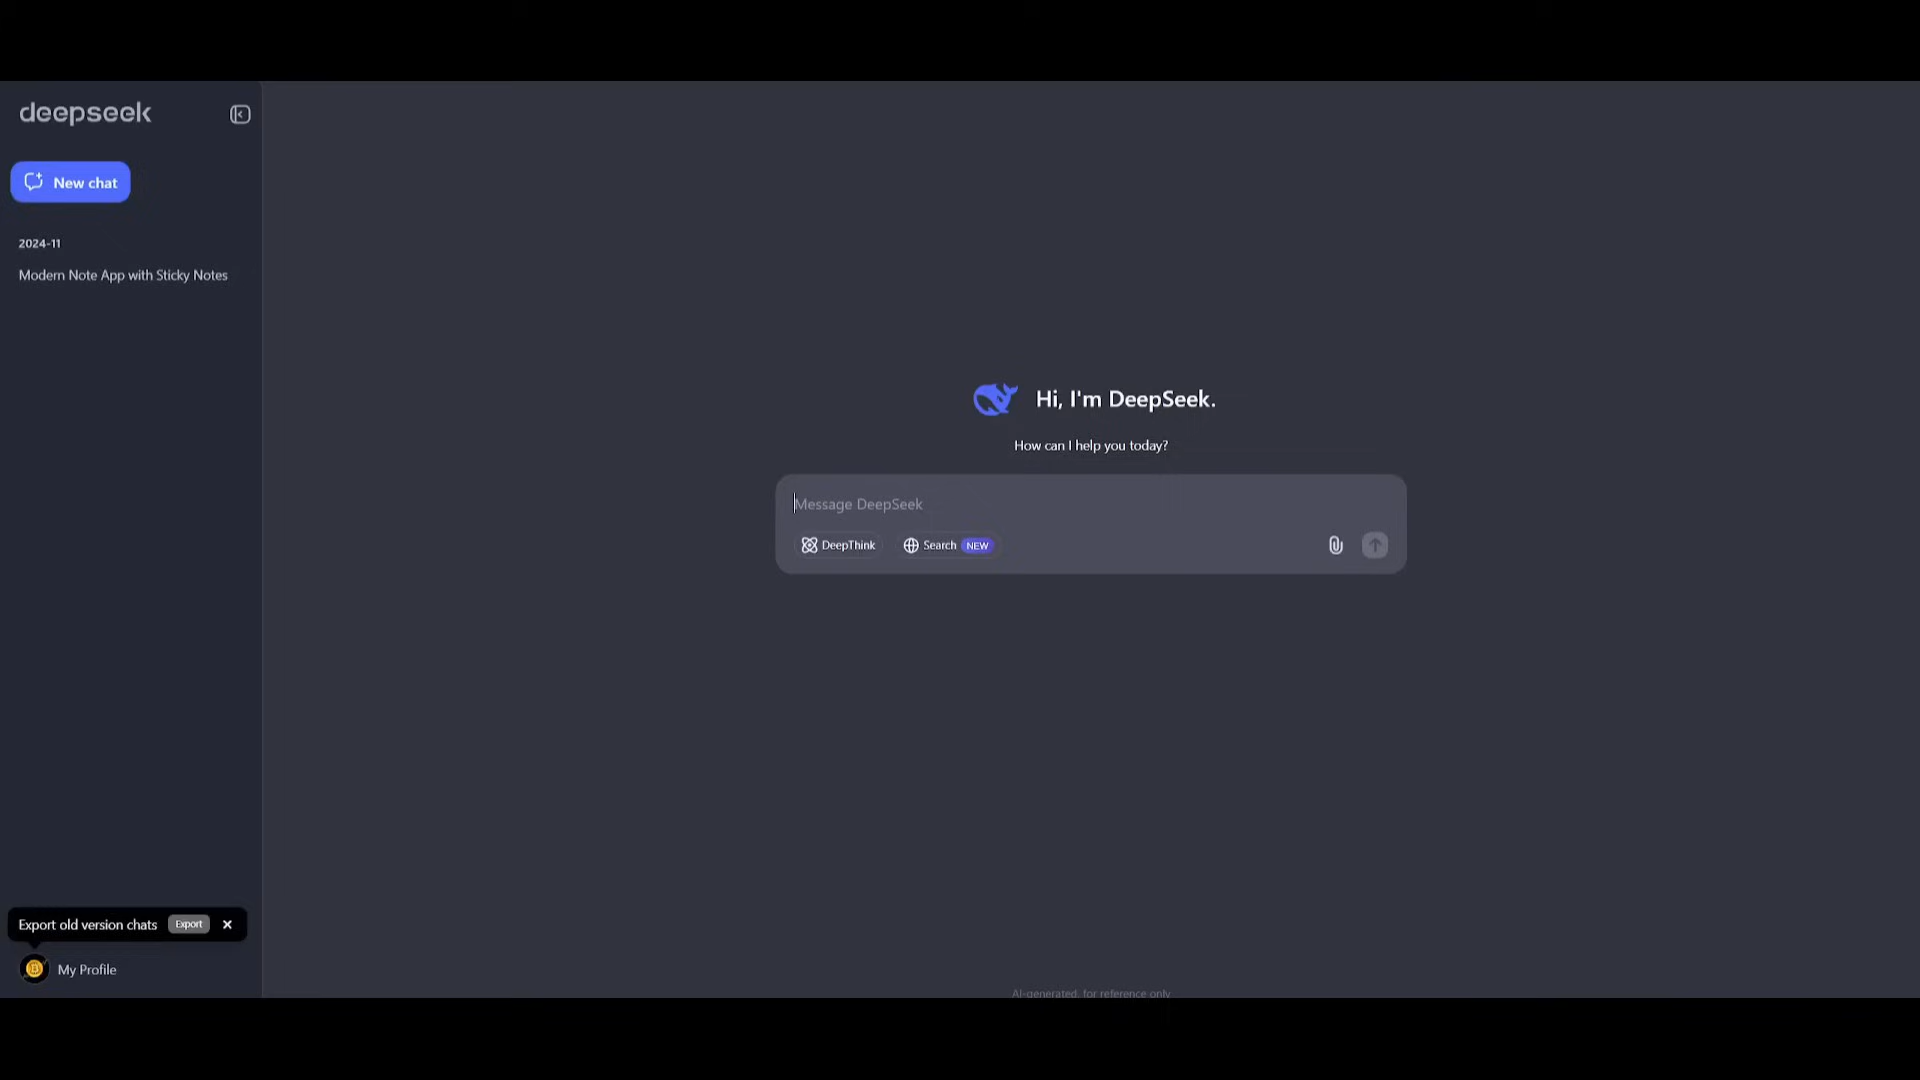 deepseek
New chat
2024-11
Modern Note App with Sticky Notes
Hi, I'm DeepSeek.
How can I help you today?
Message DeepSeek
DeepThink
Search NEW
Export old version chats Export
My Profile
AI-generated, for reference only